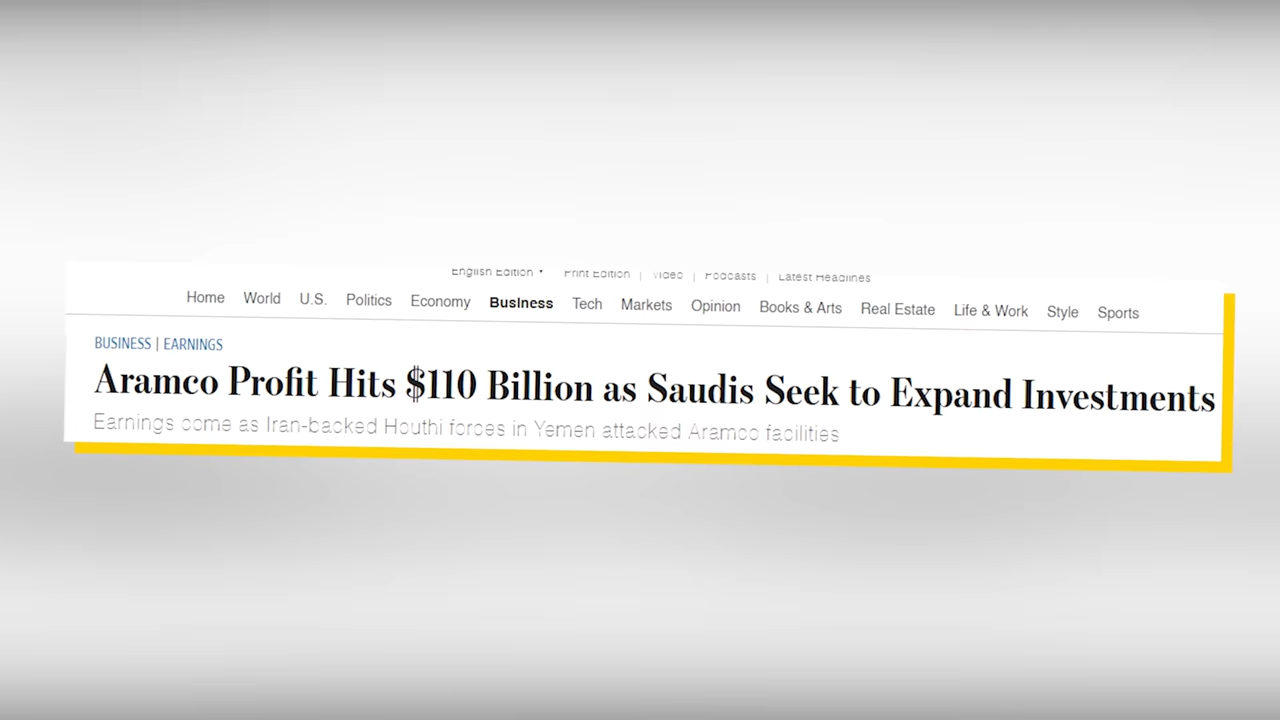 English Edition Print Edition | Video | Podcasts | Latest Headlines
Home World U.S. Politics Economy Business Tech Markets Opinion Books & Arts Real Estate Life & Work Style Sports
BUSINESS | EARNINGS
Aramco Profit Hits $110 Billion as Saudis Seek to Expand Investments
Earnings come as Iran-backed Houthi forces in Yemen attacked Aramco facilities